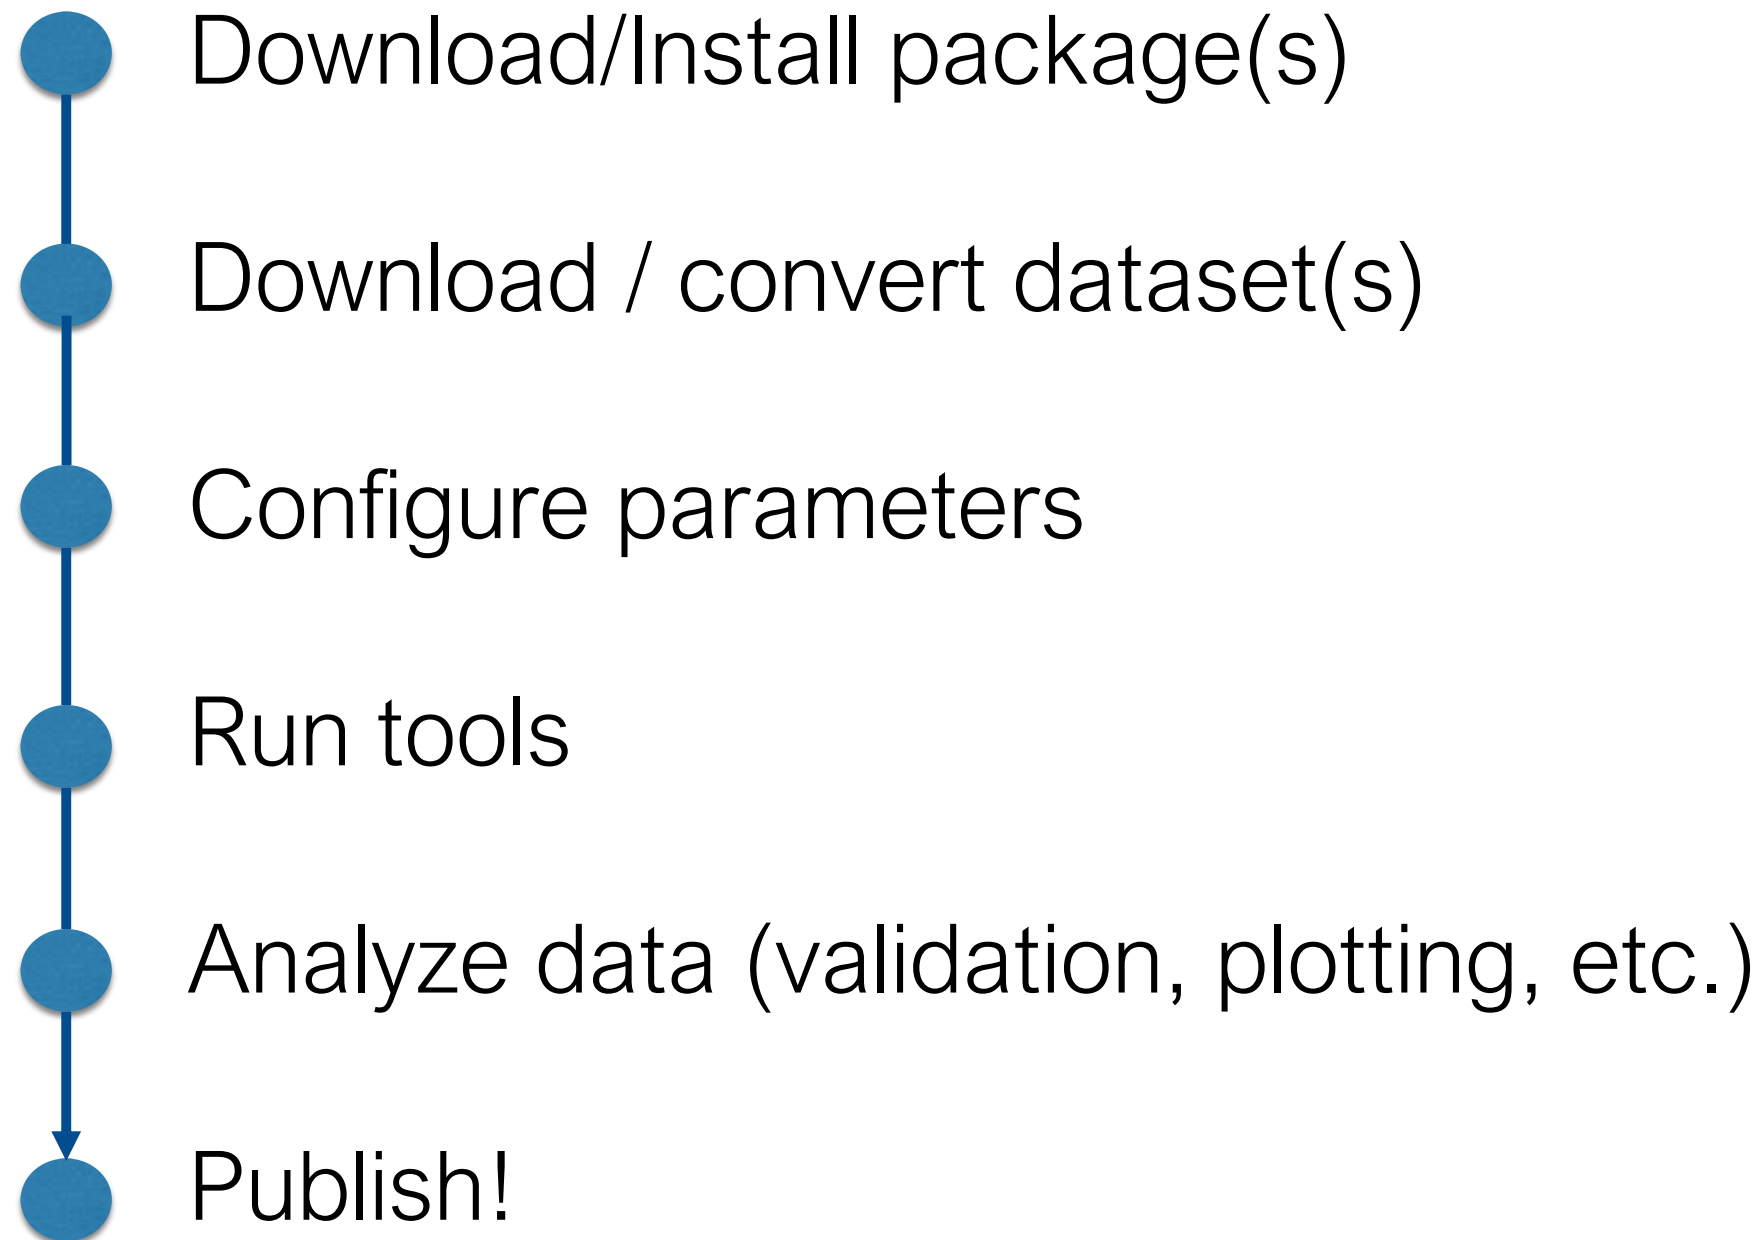 Download/Install package(s)
Download / convert dataset(s)
Configure parameters
Run tools
Analyze data (validation, plotting, etc.)
Publish!